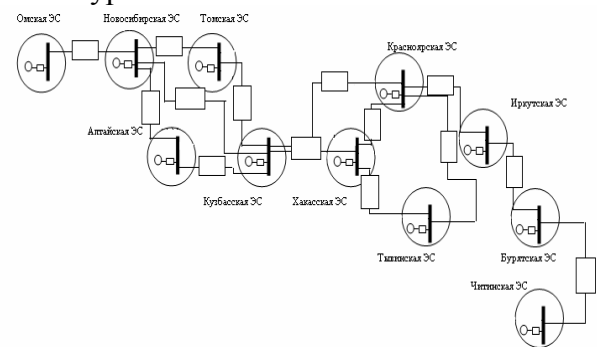 Омская ЭС
Новосибирская ЭС
Томская ЭС
Красноярская ЭС
Иркутская ЭС
Алтайская ЭС
Кузбасская ЭС
Хакасская ЭС
Тывинская ЭС
Бурятская ЭС
Читинская ЭС